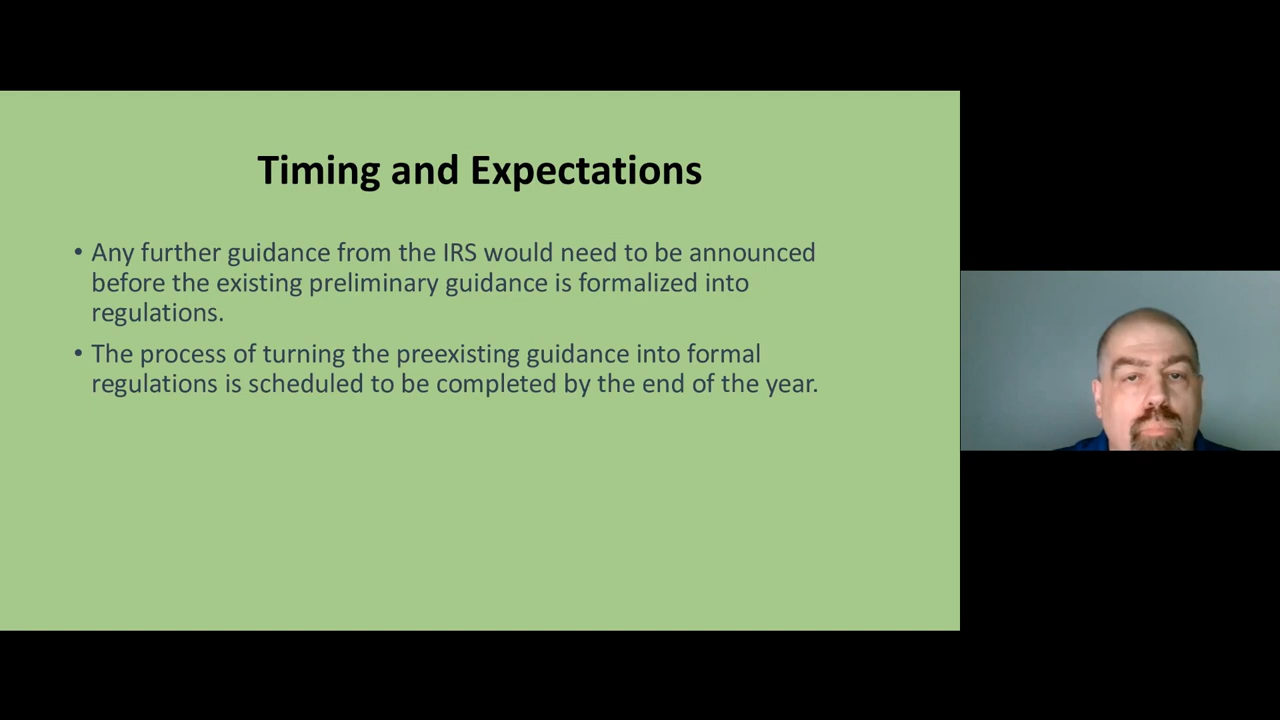 Timing and Expectations
• Any further guidance from the IRS would need to be announced
before the existing preliminary guidance is formalized into
regulations.
• The process of turning the preexisting guidance into formal
regulations is scheduled to be completed by the end of the year.